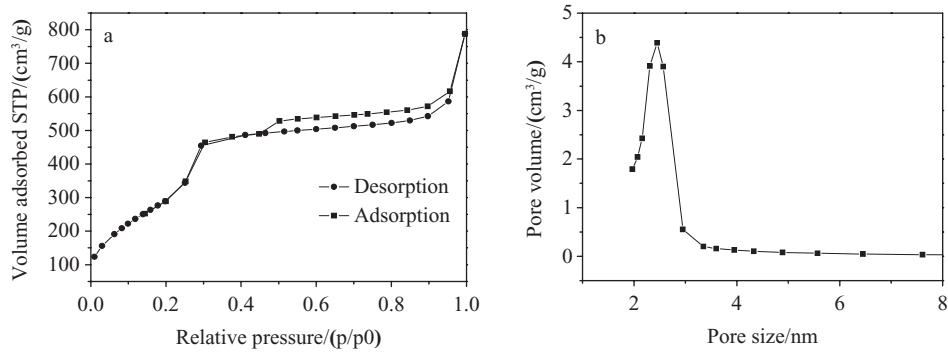 a
Volume adsorbed STP/(cm³/g)
800
700
600
500
400
300
200
100
0.0 0.2 0.4 0.6 0.8 1.0
Relative pressure/(p/p0)
Desorption
Adsorption
b
Pore volume/(cm³/g)
5
4
3
2
1
0
2 4 6 8
Pore size/nm